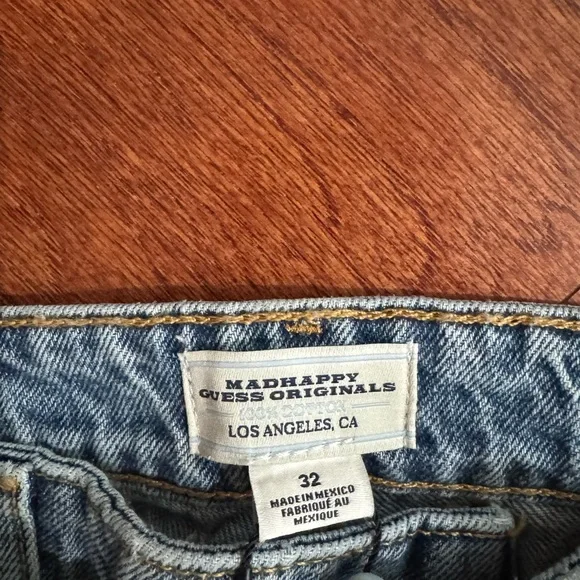 MADHAPPY
GUESS ORIGINALS
100% COTTON
LOS ANGELES, CA
32
MADE IN MEXICO
FABRIQUÉ AU
MEXIQUE